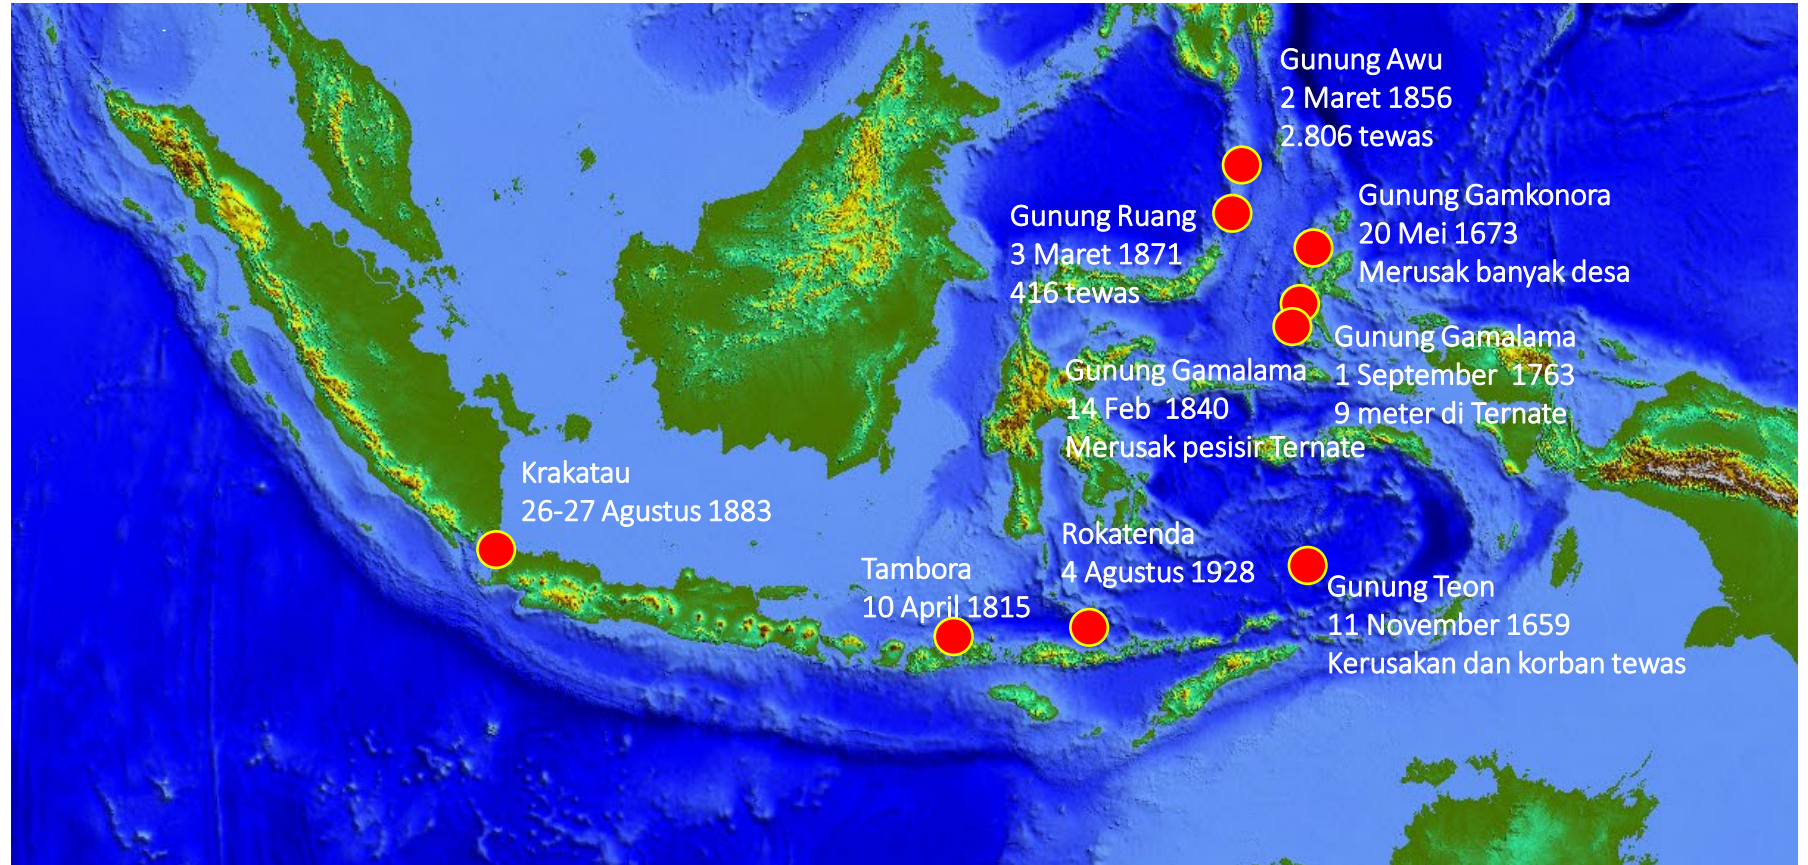 Gunung Awu
2 Maret 1856
2.806 tewas
Gunung Gamkonora
20 Mei 1673
Merusak banyak desa
Gunung Ruang
3 Maret 1871
416 tewas
Gunung Gamalama
1 September 1763
9 meter di Ternate
Gunung Gamalama
14 Feb 1840
Merusak pesisir Ternate
Krakatau
26-27 Agustus 1883
Rokatenda
4 Agustus 1928
Tambora
10 April 1815
Gunung Teon
11 November 1659
Kerusakan dan korban tewas